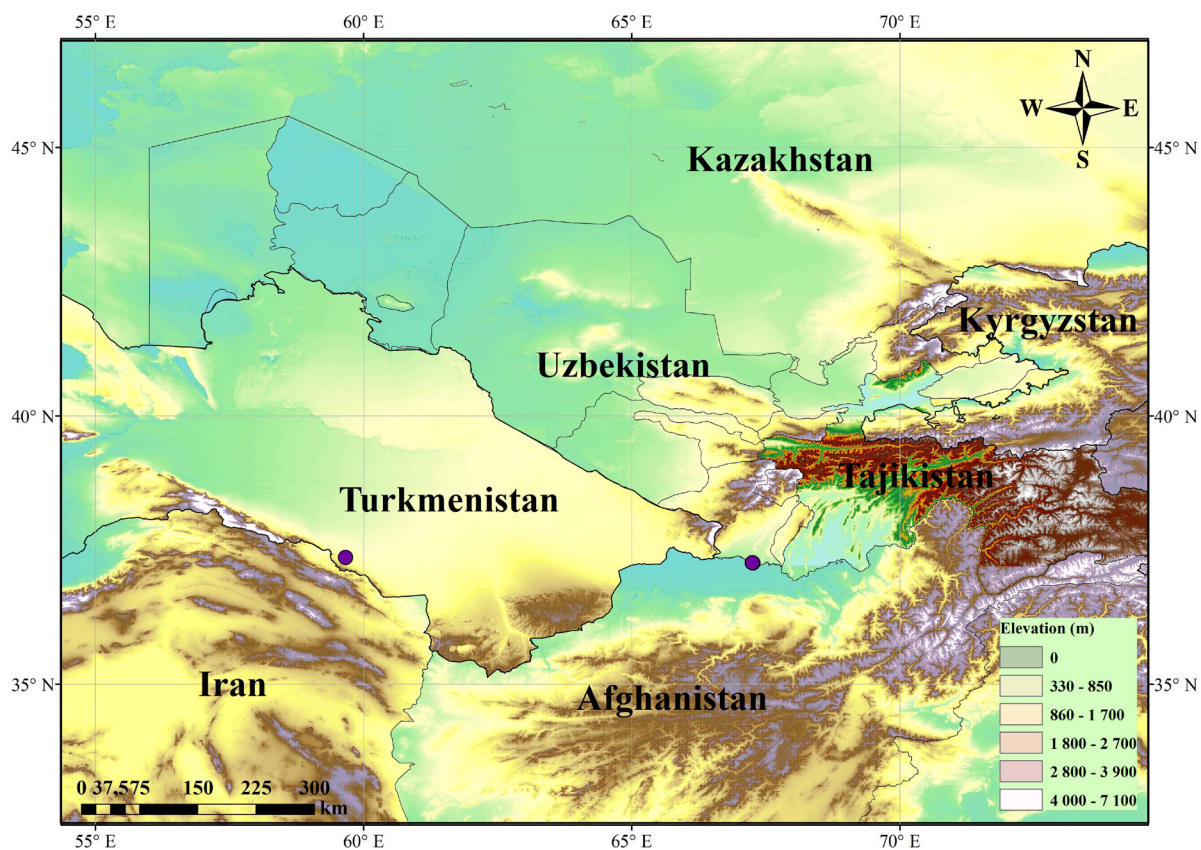 55° E 60° E 65° E 70° E
N
W E
S
45° N 45° N
Kazakhstan
Kyrgyzstan
Uzbekistan
40° N 40° N
Tajikistan
Turkmenistan
Elevation (m)
0
330 - 850
860 - 1 700
1 800 - 2 700
2 800 - 3 900
4 000 - 7 100
35° N 35° N
Iran
Afghanistan
0 37,575 150 225 300
km
55° E 60° E 65° E 70° E